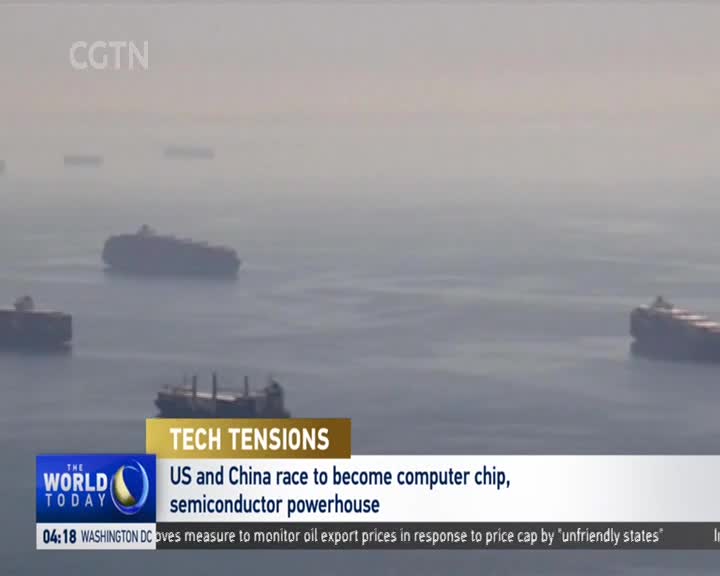 CGTN
TECH TENSIONS
US and China race to become computer chip,
semiconductor powerhouse
THE
WORLD
TODAY
04:18 WASHINGTON DC
oves measure to monitor oil export prices in response to price cap by "unfriendly states"